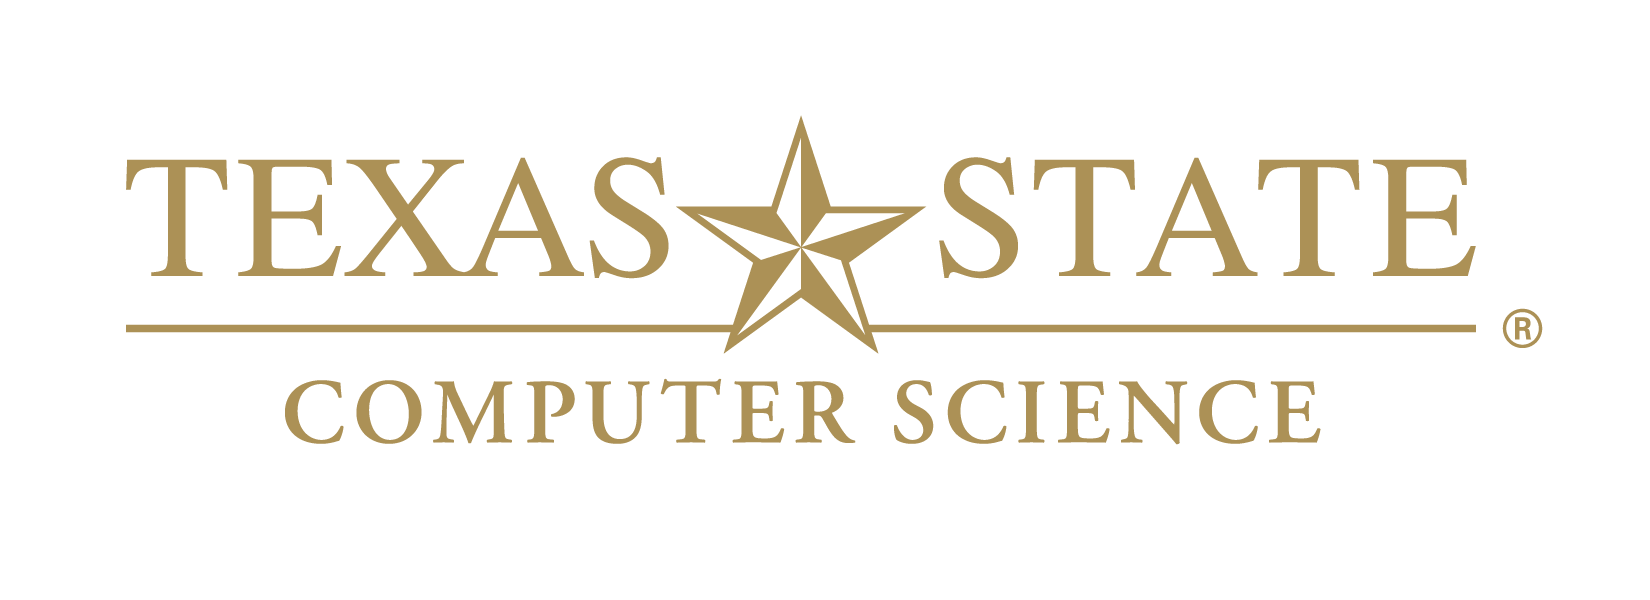 TEXAS STATE
®
COMPUTER SCIENCE